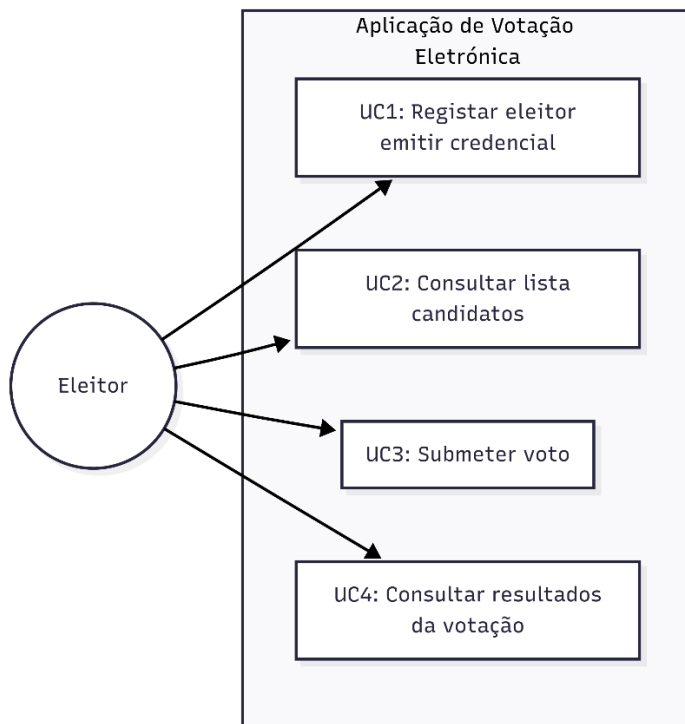 Aplicação de Votação
Eletrónica
UC1: Registar eleitor
emitir credencial
UC2: Consultar lista
candidatos
Eleitor
UC3: Submeter voto
UC4: Consultar resultados
da votação